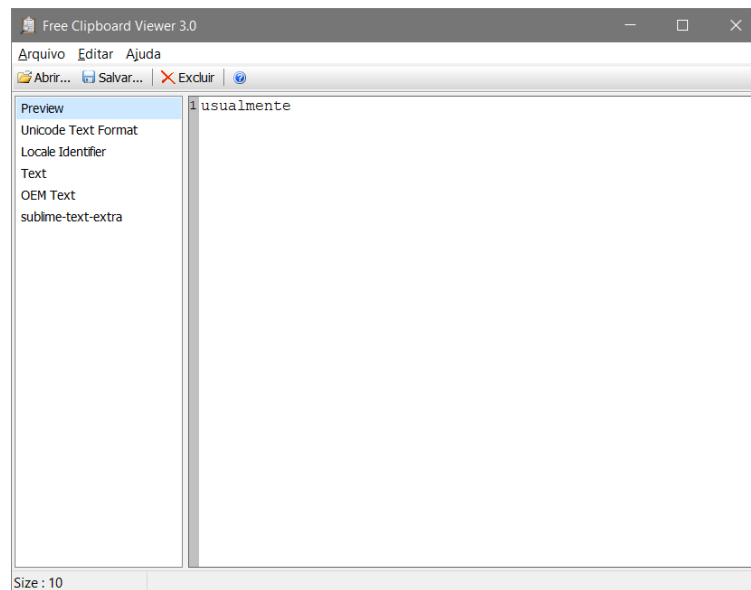 Free Clipboard Viewer 3.0
Arquivo Editar Ajuda
Abrir... Salvar... Excluir
Preview
Unicode Text Format
Locale Identifier
Text
OEM Text
sublime-text-extra
1 usualmente
Size : 10